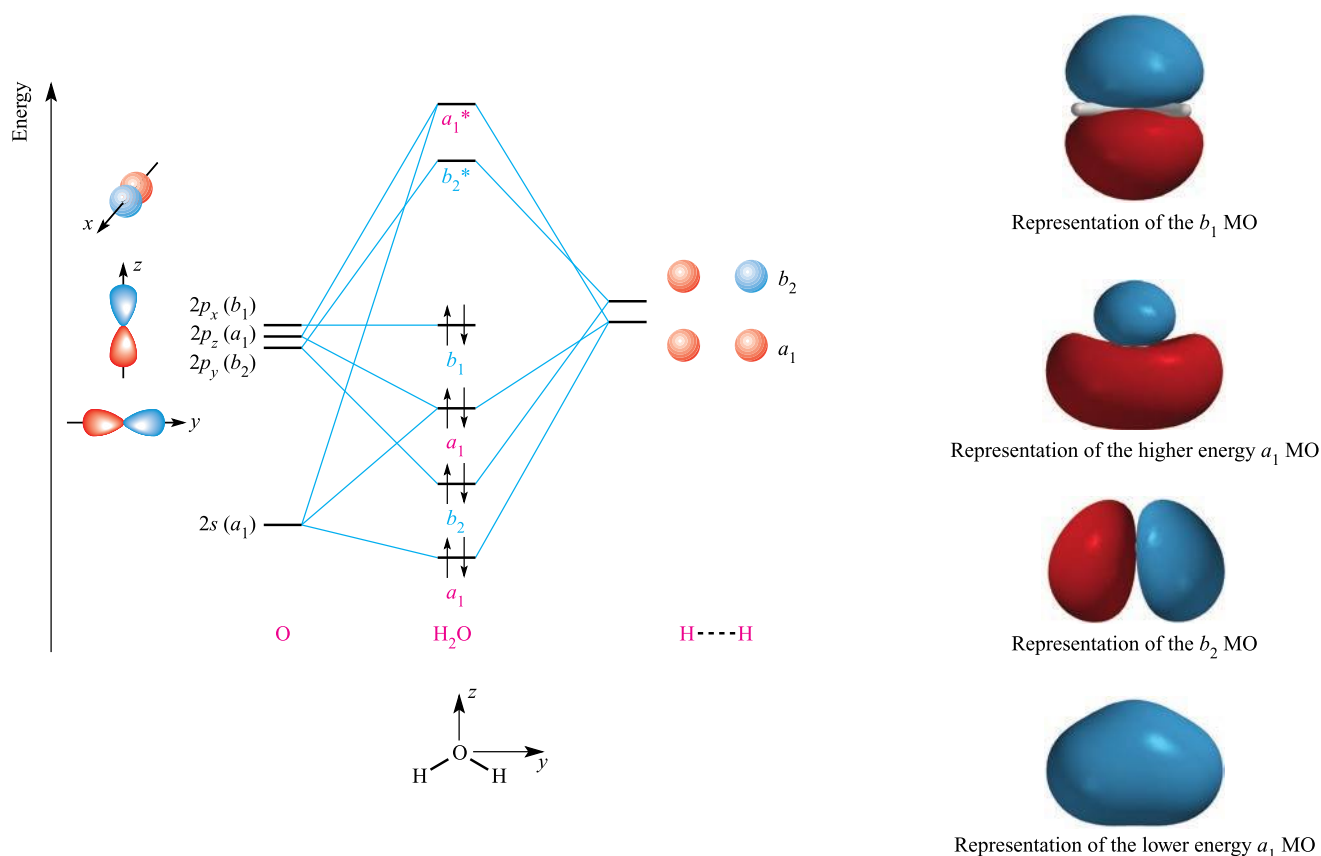 Energy
a1*
b2*
x
z
2px (b1)
2pz (a1)
2py (b2)
b1
b2
a1
y
a1
2s (a1)
b2
a1
O
H2O
H----H
z
O
H H
y
Representation of the b1 MO
Representation of the higher energy a1 MO
Representation of the b2 MO
Representation of the lower energy a1 MO